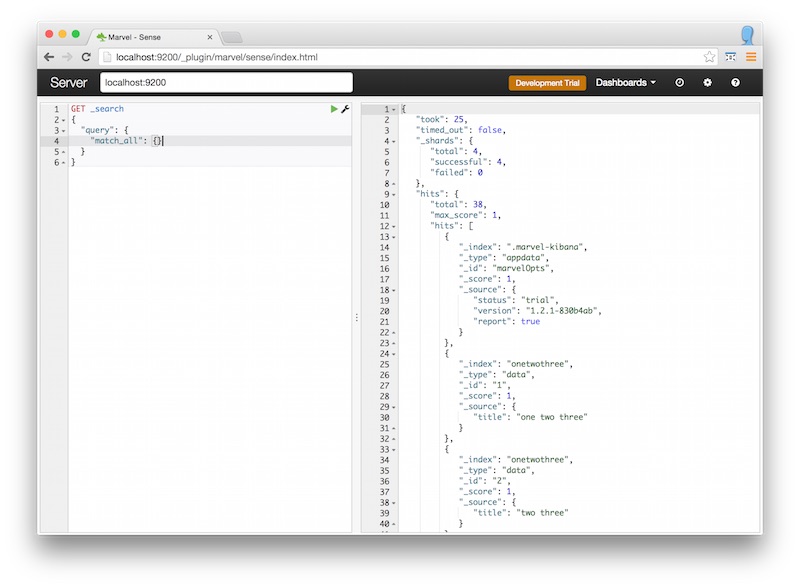 Marvel - Sense
localhost:9200/_plugin/marvel/sense/index.html
Server
localhost:9200
Development Trial
Dashboards
1 GET _search
2 {
3 "query": {
4 "match_all": {}
5 }
6 }
1 {
2 "took": 25,
3 "timed_out": false,
4 "_shards": {
5 "total": 4,
6 "successful": 4,
7 "failed": 0
8 },
9 "hits": {
10 "total": 38,
11 "max_score": 1,
12 "hits": [
13 {
14 "_index": ".marvel-kibana",
15 "_type": "appdata",
16 "_id": "marvelOpts",
17 "_score": 1,
18 "_source": {
19 "status": "trial",
20 "version": "1.2.1-830b4ab",
21 "report": true
22 }
23 },
24 {
25 "_index": "onetwothree",
26 "_type": "data",
27 "_id": "1",
28 "_score": 1,
29 "_source": {
30 "title": "one two three"
31 }
32 },
33 {
34 "_index": "onetwothree",
35 "_type": "data",
36 "_id": "2",
37 "_score": 1,
38 "_source": {
39 "title": "two three"
40 }